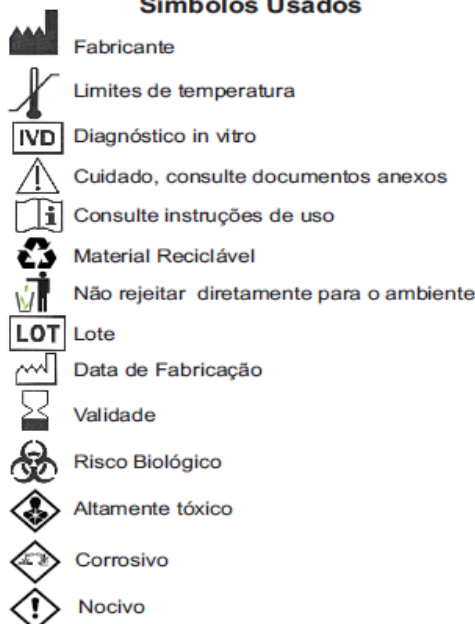 Símbolos Usados
Fabricante
Limites de temperatura
IVD Diagnóstico in vitro
Cuidado, consulte documentos anexos
i Consulte instruções de uso
Material Reciclável
Não rejeitar diretamente para o ambiente
LOT Lote
Data de Fabricação
Validade
Risco Biológico
Altamente tóxico
Corrosivo
Nocivo